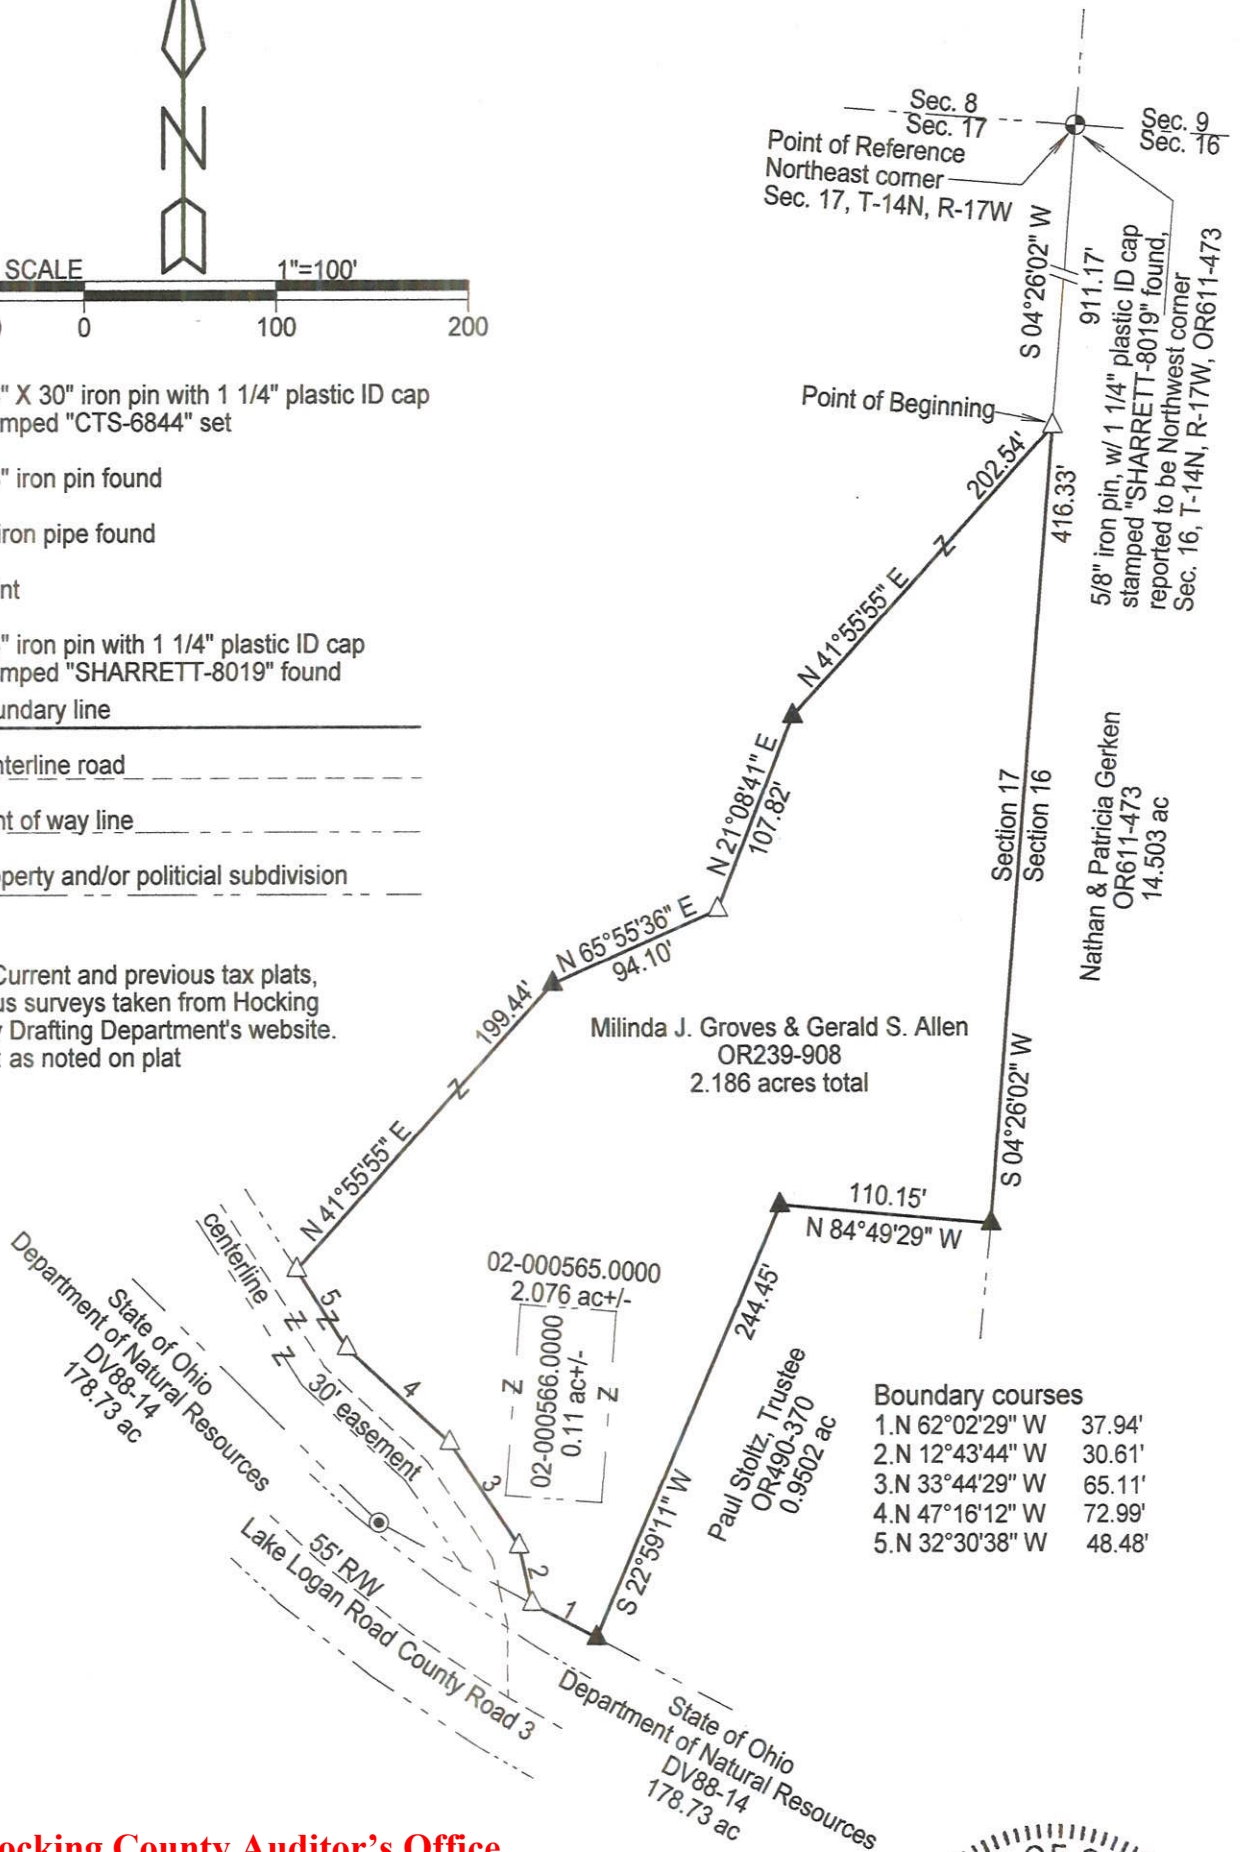 N
SCALE 1"=100'
0 100 200
" X 30" iron pin with 1 1/4" plastic ID cap
mped "CTS-6844" set
" iron pin found
iron pipe found
nt
" iron pin with 1 1/4" plastic ID cap
mped "SHARRETT-8019" found
undary line
nterline road
ht of way line
perty and/or politicial subdivision
Current and previous tax plats,
us surveys taken from Hocking
y Drafting Department's website.
t as noted on plat
Sec. 8
Sec. 17
Sec. 9
Sec. 16
Point of Reference
Northeast corner
Sec. 17, T-14N, R-17W
S 04°26'02" W
911.17'
5/8" iron pin, w/ 1 1/4" plastic ID cap
stamped "SHARRETT-8019" found,
reported to be Northwest corner
Sec. 16, T-14N, R-17W, OR611-473
Point of Beginning
202.54'
N 41°55'55" E
416.33'
N 21°08'41" E
107.82'
Section 17
Section 16
Nathan & Patricia Gerken
OR611-473
14.503 ac
N 65°55'36" E
94.10'
199.44'
N 41°55'55" E
Milinda J. Groves & Gerald S. Allen
OR239-908
2.186 acres total
S 04°26'02" W
110.15'
N 84°49'29" W
244.45'
S 22°59'11" W
02-000565.0000
2.076 ac+/-
02-000566.0000
0.11 ac+/-
Paul Stoltz, Trustee
OR490-370
0.9502 ac
centerline
30' easement
5
4
3
2
1
State of Ohio
Department of Natural Resources
DV88-14
178.73 ac
55' R/W
Lake Logan Road County Road 3
Boundary courses
1.N 62°02'29" W 37.94'
2.N 12°43'44" W 30.61'
3.N 33°44'29" W 65.11'
4.N 47°16'12" W 72.99'
5.N 32°30'38" W 48.48'
State of Ohio
Department of Natural Resources
DV88-14
178.73 ac
ocking County Auditor's Office